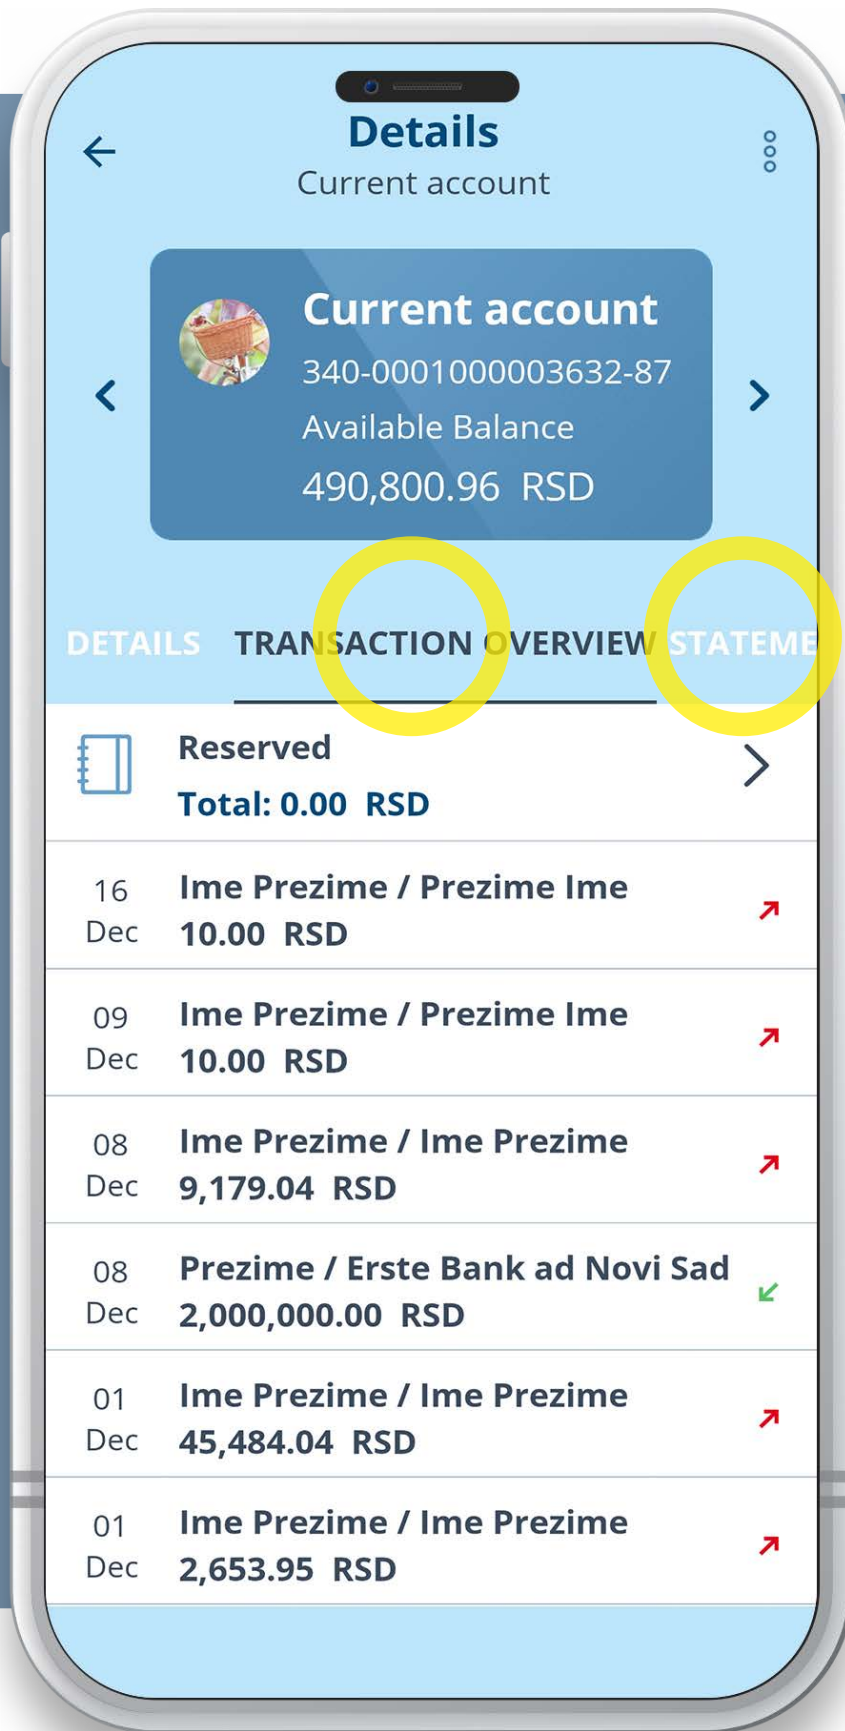 Details
Current account
Current account
340-0001000003632-87
Available Balance
490,800.96 RSD
DETAILS TRANSACTION OVERVIEW STATEME
Reserved
Total: 0.00 RSD
16 Dec
Ime Prezime / Prezime Ime
10.00 RSD
09 Dec
Ime Prezime / Prezime Ime
10.00 RSD
08 Dec
Ime Prezime / Ime Prezime
9,179.04 RSD
08 Dec
Prezime / Erste Bank ad Novi Sad
2,000,000.00 RSD
01 Dec
Ime Prezime / Ime Prezime
45,484.04 RSD
01 Dec
Ime Prezime / Ime Prezime
2,653.95 RSD